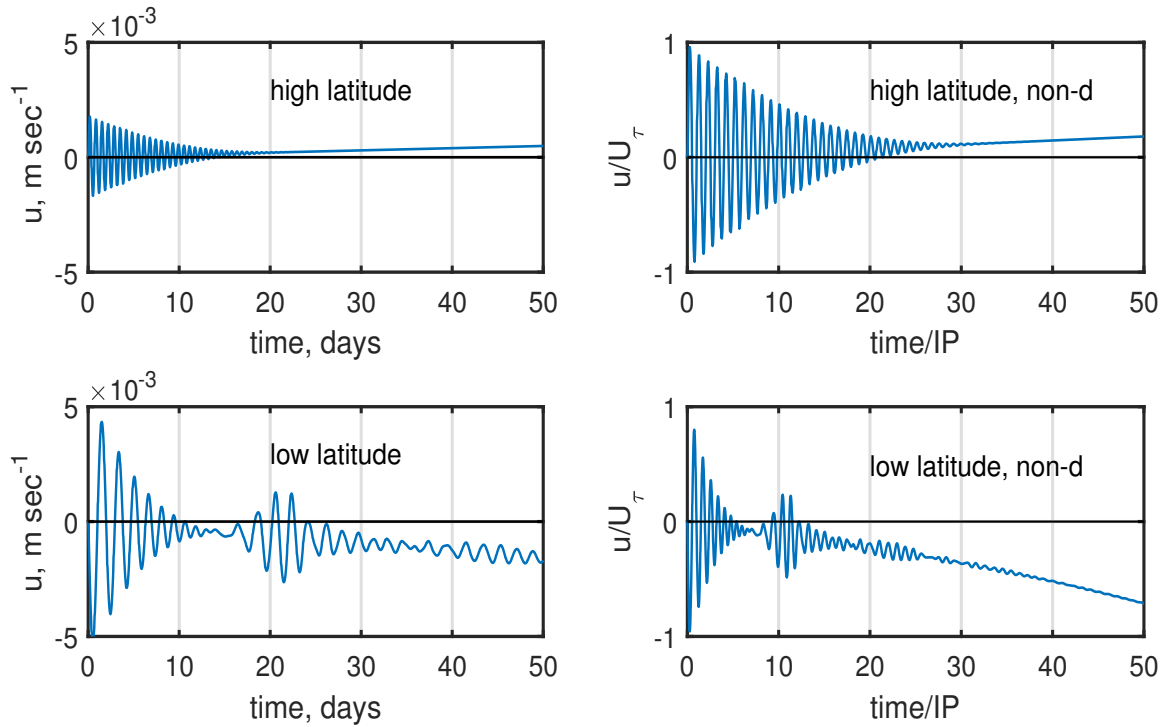 ×10⁻³
5
0
-5
u, m sec⁻¹
high latitude
0 10 20 30 40 50
time, days
1
0
-1
u/U_τ
high latitude, non-d
0 10 20 30 40 50
time/IP
×10⁻³
5
0
-5
u, m sec⁻¹
low latitude
0 10 20 30 40 50
time, days
1
0
-1
u/U_τ
low latitude, non-d
0 10 20 30 40 50
time/IP